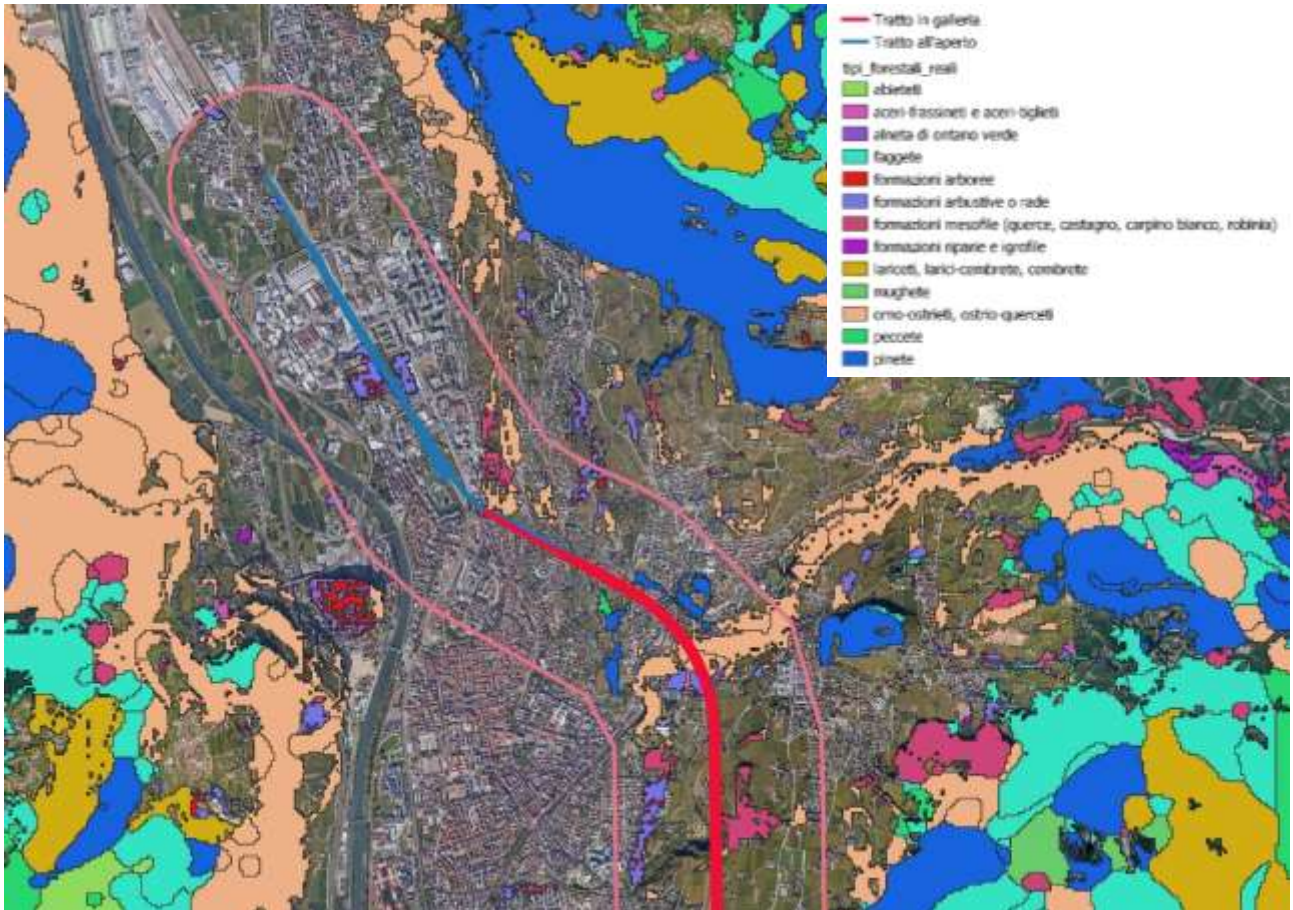 Tratto in galleria
Tratto all'aperto
tipi_forestali_reali
abieteti
aceri-frassineti e aceri-tiglieti
alneta di ontano verde
faggete
formazioni arboree
formazioni arbustive o rade
formazioni mesofile (querce, castagno, carpino bianco, robinia)
formazioni riparie e igrofile
lariceti, larici-cembrete, cembrete
mughete
orno-ostrieti, ostrio-querceti
peccete
pinete